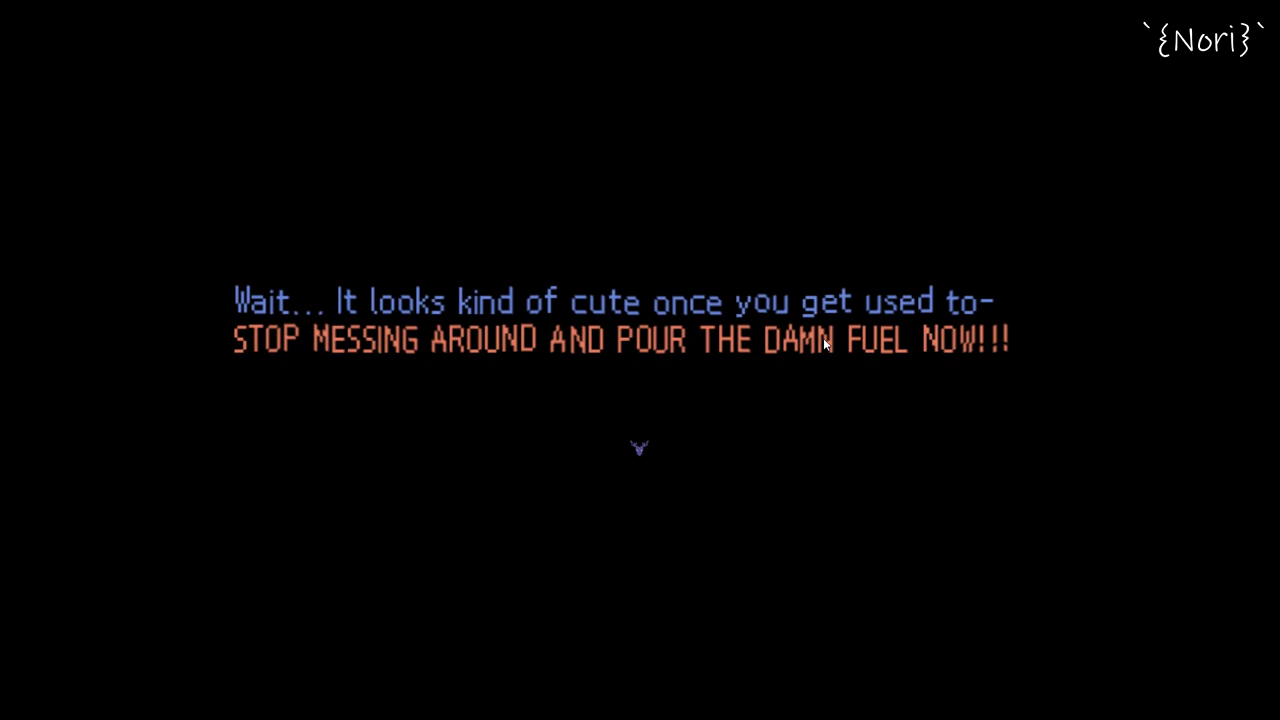 `{Nori}`
Wait... It looks kind of cute once you get used to-
STOP MESSING AROUND AND POUR THE DAMN FUEL NOW!!!